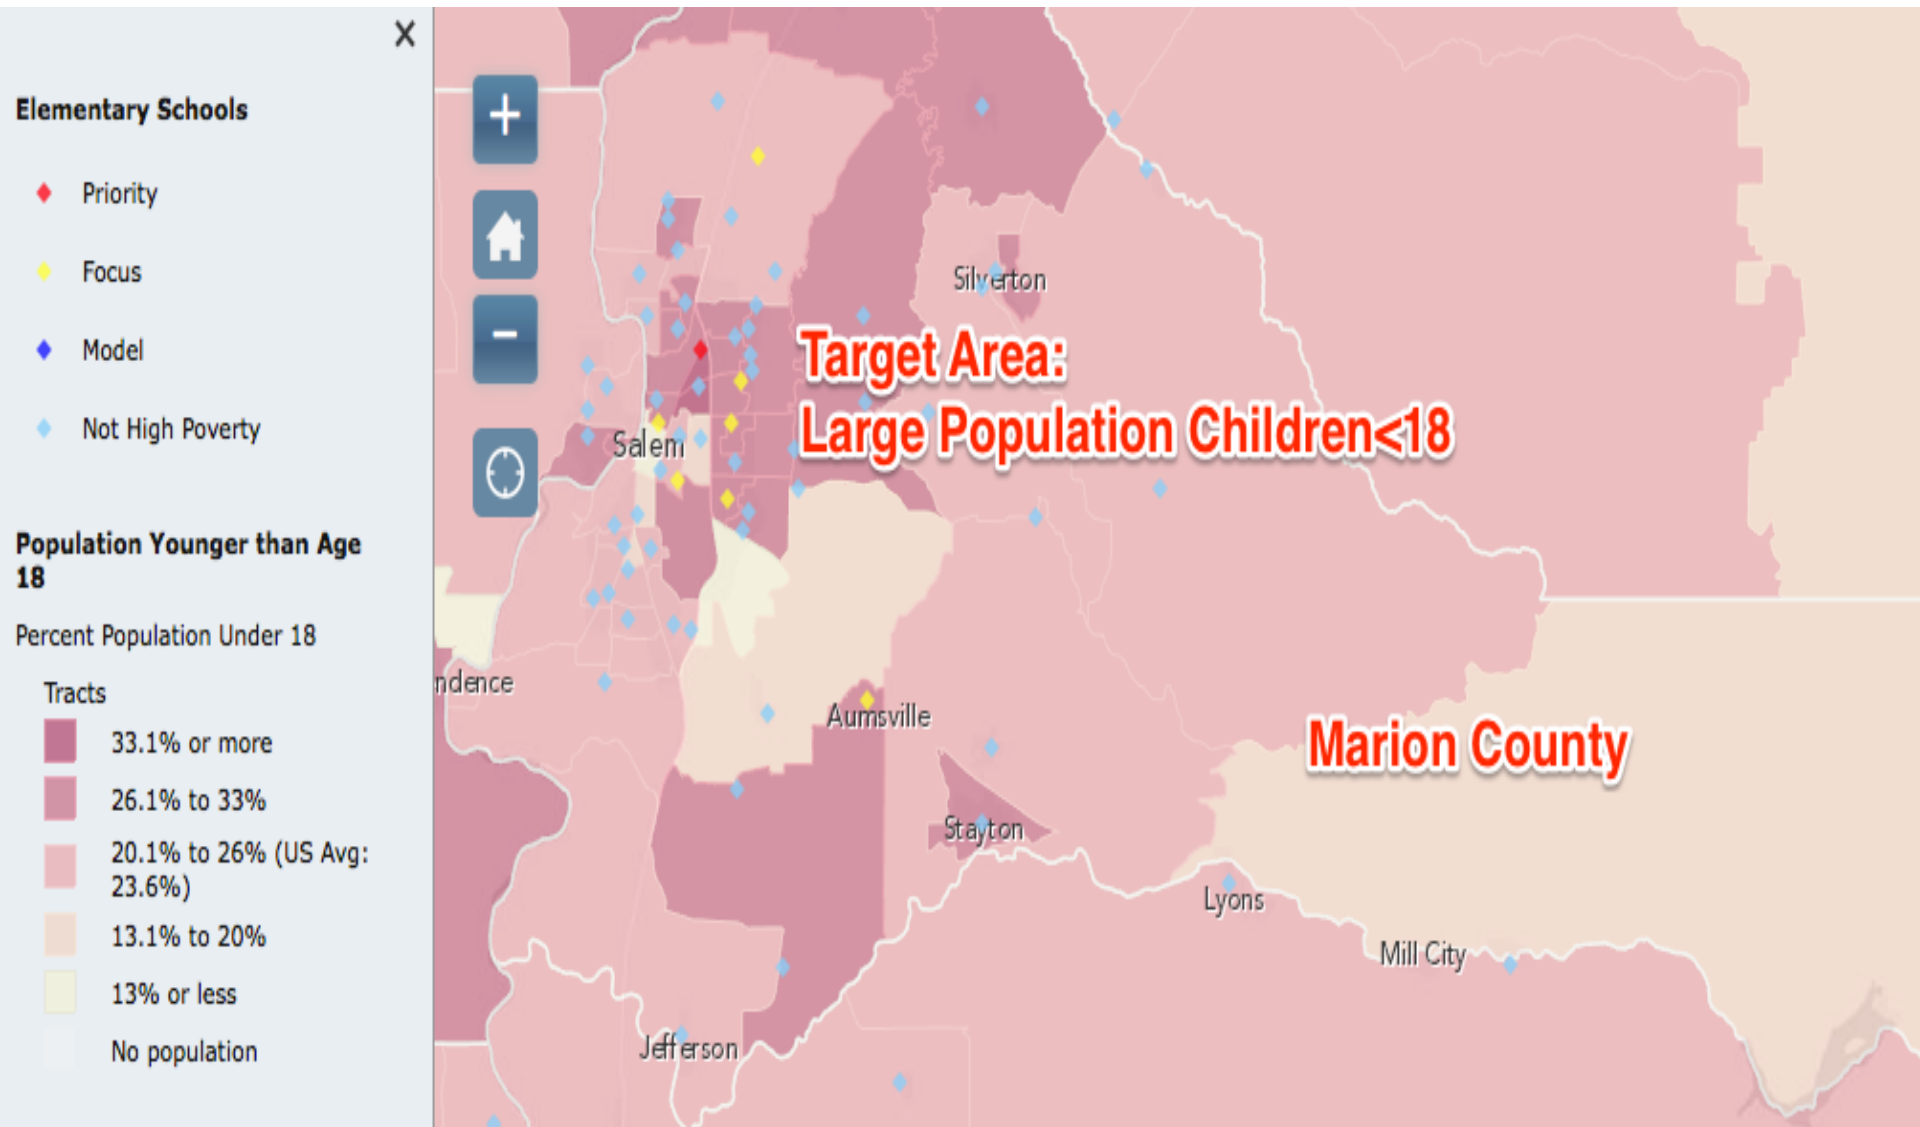 X
Elementary Schools
Priority
Focus
Model
Not High Poverty
Population Younger than Age
18
Percent Population Under 18
Tracts
33.1% or more
26.1% to 33%
20.1% to 26% (US Avg:
23.6%)
13.1% to 20%
13% or less
No population
+
−
Silverton
Target Area:
Large Population Children<18
Salem
ndence
Aumsville
Marion County
Stayton
Lyons
Mill City
Jefferson